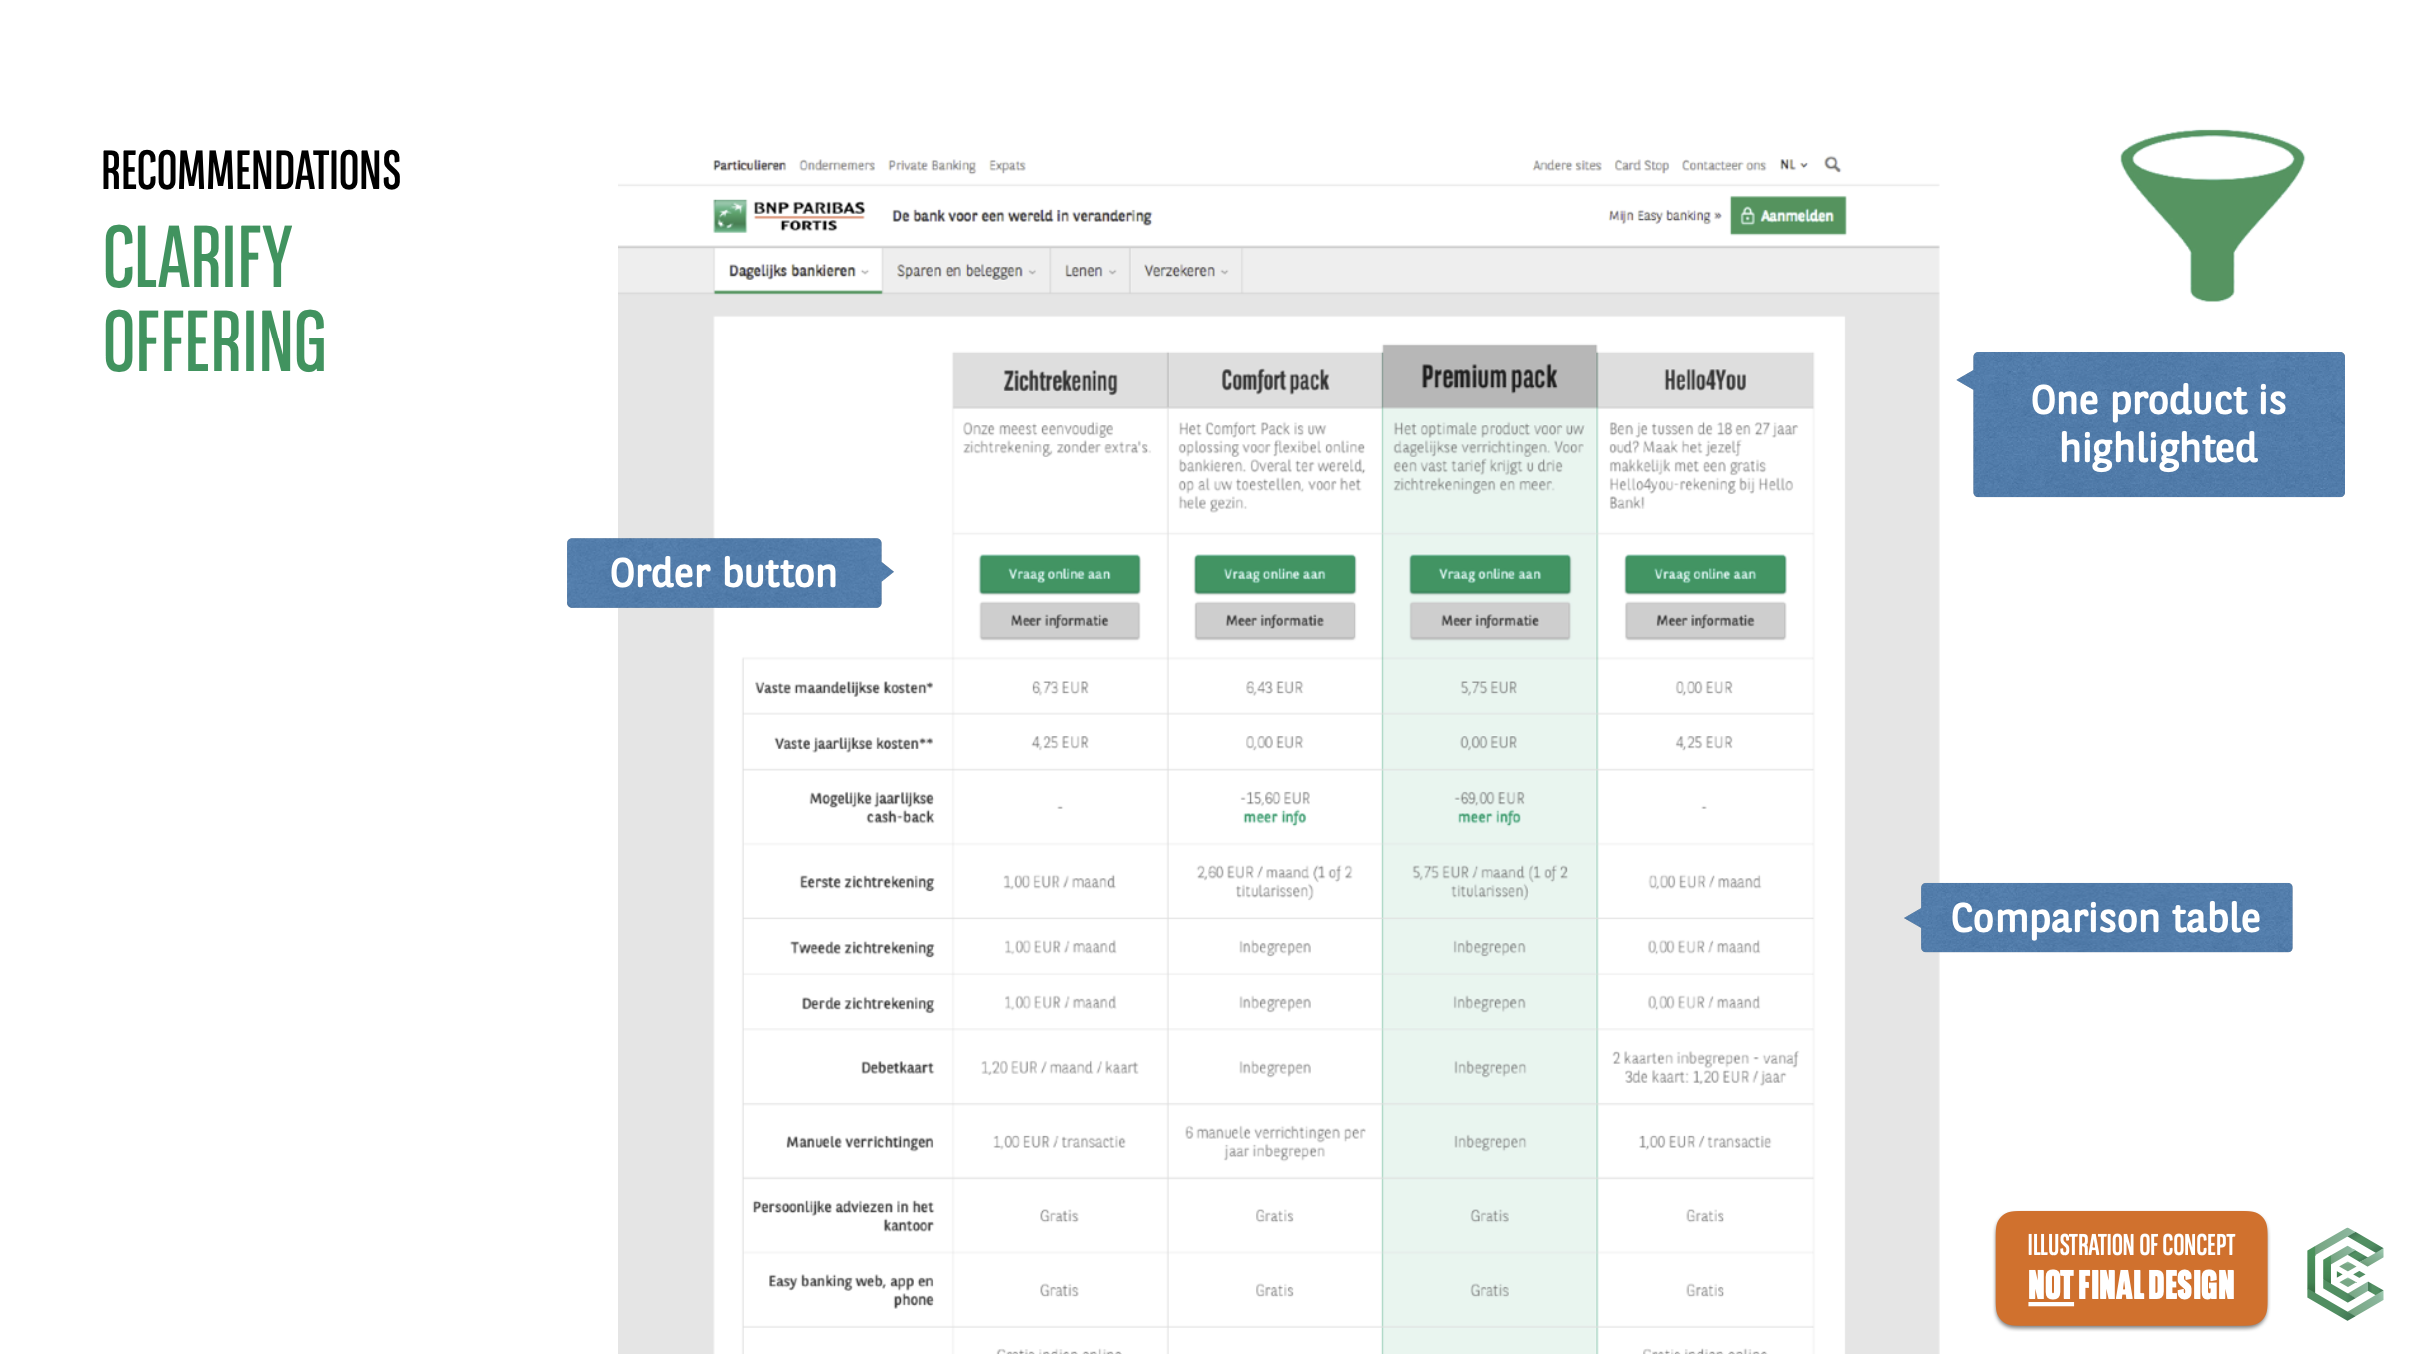 RECOMMENDATIONS
CLARIFY
OFFERING
Particulieren Ondernemers Private Banking Expats
Andere sites Card Stop Contacteer ons NL
BNP PARIBAS
FORTIS
De bank voor een wereld in verandering
Mijn Easy banking »
Aanmelden
Dagelijks bankieren Sparen en beleggen Lenen Verzekeren
Zichtrekening Comfort pack Premium pack Hello4You
Onze meest eenvoudige
zichtrekening, zonder extra's.
Het Comfort Pack is uw
oplossing voor flexibel online
bankieren. Overal ter wereld,
op al uw toestellen, voor het
hele gezin.
Het optimale product voor uw
dagelijkse verrichtingen. Voor
een vast tarief krijgt u drie
zichtrekeningen en meer.
Ben je tussen de 18 en 27 jaar
oud? Maak het jezelf
makkelijk met een gratis
Hello4you-rekening bij Hello
Bank!
One product is
highlighted
Order button
Vraag online aan Vraag online aan Vraag online aan Vraag online aan
Meer informatie Meer informatie Meer informatie Meer informatie
Vaste maandelijkse kosten* 6,73 EUR 6,43 EUR 5,75 EUR 0,00 EUR
Vaste jaarlijkse kosten** 4,25 EUR 0,00 EUR 0,00 EUR 4,25 EUR
Mogelijke jaarlijkse
cash-back
-
-15,60 EUR
meer info
-69,00 EUR
meer info
-
Eerste zichtrekening
1,00 EUR / maand
2,60 EUR / maand (1 of 2
titularissen)
5,75 EUR / maand (1 of 2
titularissen)
0,00 EUR / maand
Comparison table
Tweede zichtrekening 1,00 EUR / maand Inbegrepen Inbegrepen 0,00 EUR / maand
Derde zichtrekening 1,00 EUR / maand Inbegrepen Inbegrepen 0,00 EUR / maand
Debetkaart
1,20 EUR / maand / kaart
Inbegrepen
Inbegrepen
2 kaarten inbegrepen - vanaf
3de kaart: 1,20 EUR / jaar
Manuele verrichtingen
1,00 EUR / transactie
6 manuele verrichtingen per
jaar inbegrepen
Inbegrepen
1,00 EUR / transactie
Persoonlijke adviezen in het
kantoor
Gratis Gratis Gratis Gratis
Easy banking web, app en
phone
Gratis Gratis Gratis Gratis
ILLUSTRATION OF CONCEPT
NOT FINAL DESIGN